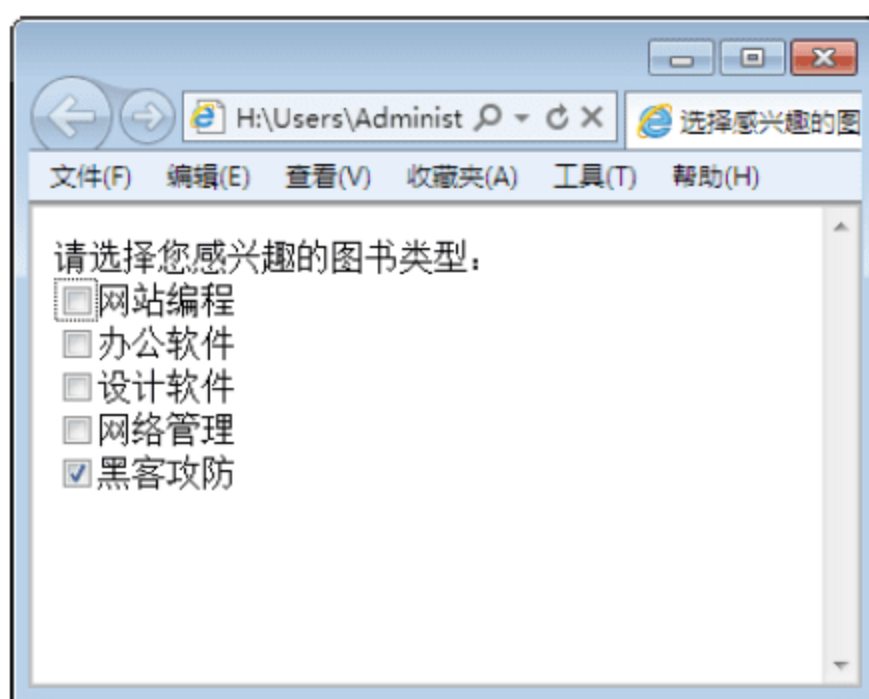 H:\Users\Administ
选择感兴趣的图
文件(F) 编辑(E) 查看(V) 收藏夹(A) 工具(T) 帮助(H)
请选择您感兴趣的图书类型：
网站编程
办公软件
设计软件
网络管理
黑客攻防